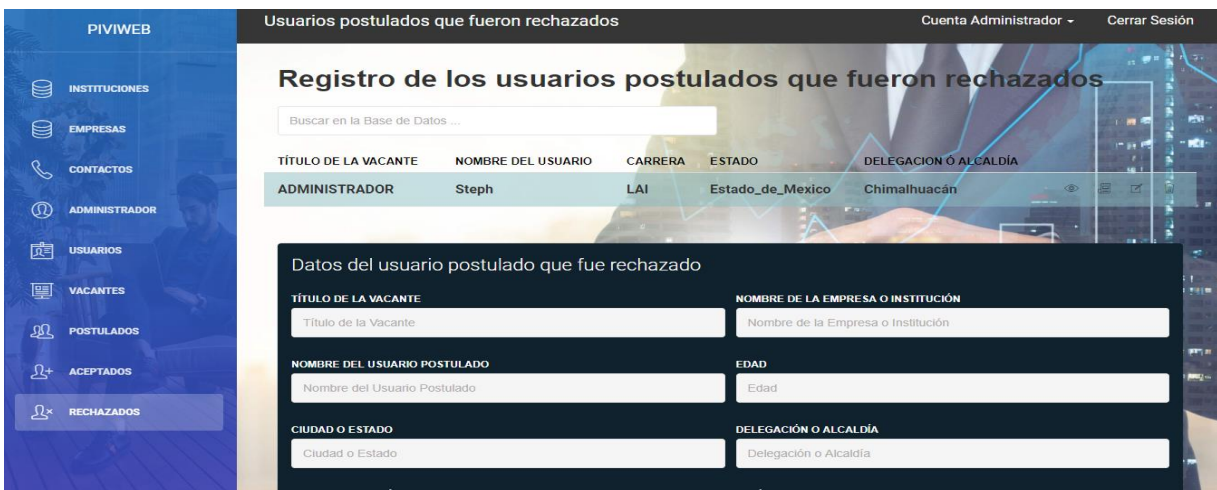 PIVIWEB
Usuarios postulados que fueron rechazados
Cuenta Administrador
Cerrar Sesión
INSTITUCIONES
EMPRESAS
CONTACTOS
ADMINISTRADOR
USUARIOS
VACANTES
POSTULADOS
ACEPTADOS
RECHAZADOS
Registro de los usuarios postulados que fueron rechazados
Buscar en la Base de Datos ...
TÍTULO DE LA VACANTE NOMBRE DEL USUARIO CARRERA ESTADO DELEGACION Ó ALCALDÍA
ADMINISTRADOR Steph LAI Estado_de_Mexico Chimalhuacán
Datos del usuario postulado que fue rechazado
TÍTULO DE LA VACANTE NOMBRE DE LA EMPRESA O INSTITUCIÓN
Título de la Vacante Nombre de la Empresa o Institución
NOMBRE DEL USUARIO POSTULADO EDAD
Nombre del Usuario Postulado Edad
CIUDAD O ESTADO DELEGACIÓN O ALCALDÍA
Ciudad o Estado Delegación o Alcaldía